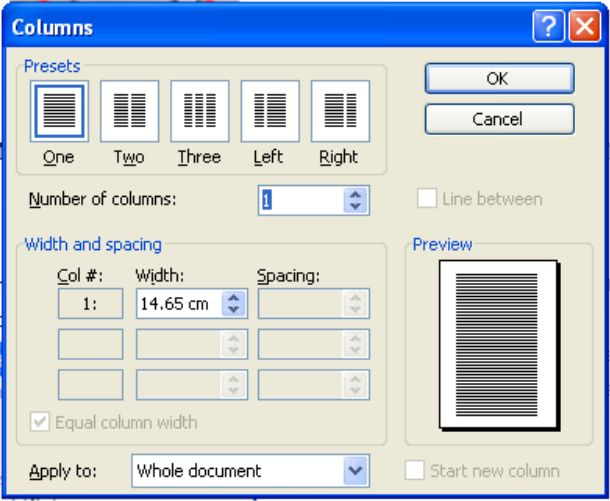 Columns
Presets
OK
Cancel
One Two Three Left Right
Number of columns: 1 Line between
Width and spacing Preview
Col #: Width: Spacing:
1: 14.65 cm
Equal column width
Apply to: Whole document Start new column